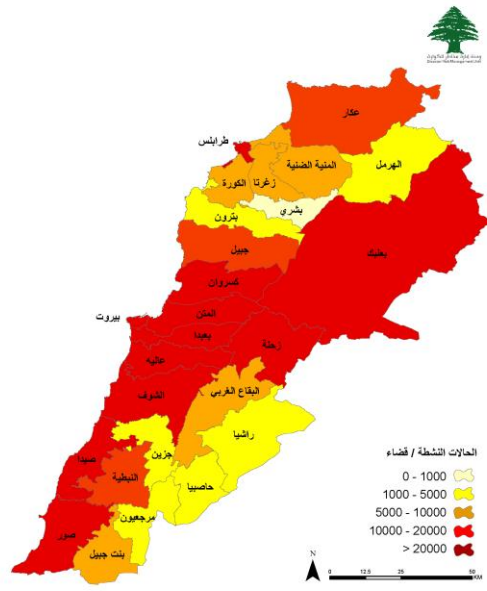 وحدة إدارة مخاطر الكوارث
Disaster Risk Management Unit
عكار
طرابلس
المنية الضنية
الهرمل
زغرتا
الكورة
بشري
بترون
جبيل
بعلبك
كسروان
المتن
بيروت
بعبدا
زحلة
عاليه
البقاع الغربي
الشوف
راشيا
جزين
صيدا
النبطية
حاصبيا
مرجعيون
صور
بنت جبيل
الحالات النشطة / قضاء
0 - 1000
1000 - 5000
5000 - 10000
10000 - 20000
> 20000
N
0 12.5 25 50
KM